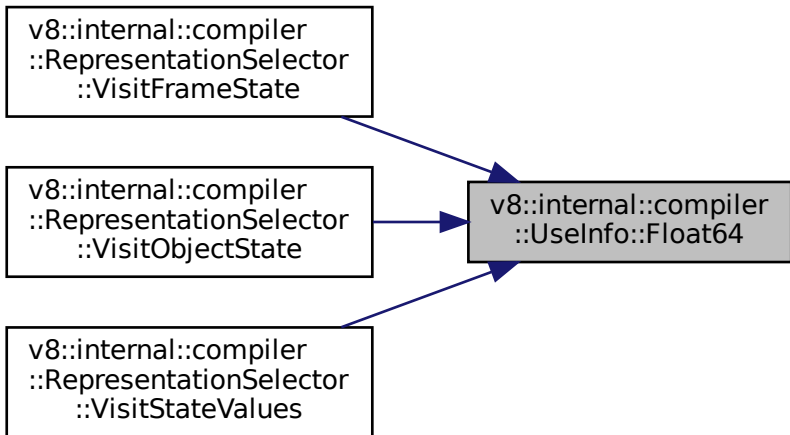 v8::internal::compiler
::RepresentationSelector
::VisitFrameState
v8::internal::compiler
::RepresentationSelector
::VisitObjectState
v8::internal::compiler
::UseInfo::Float64
v8::internal::compiler
::RepresentationSelector
::VisitStateValues